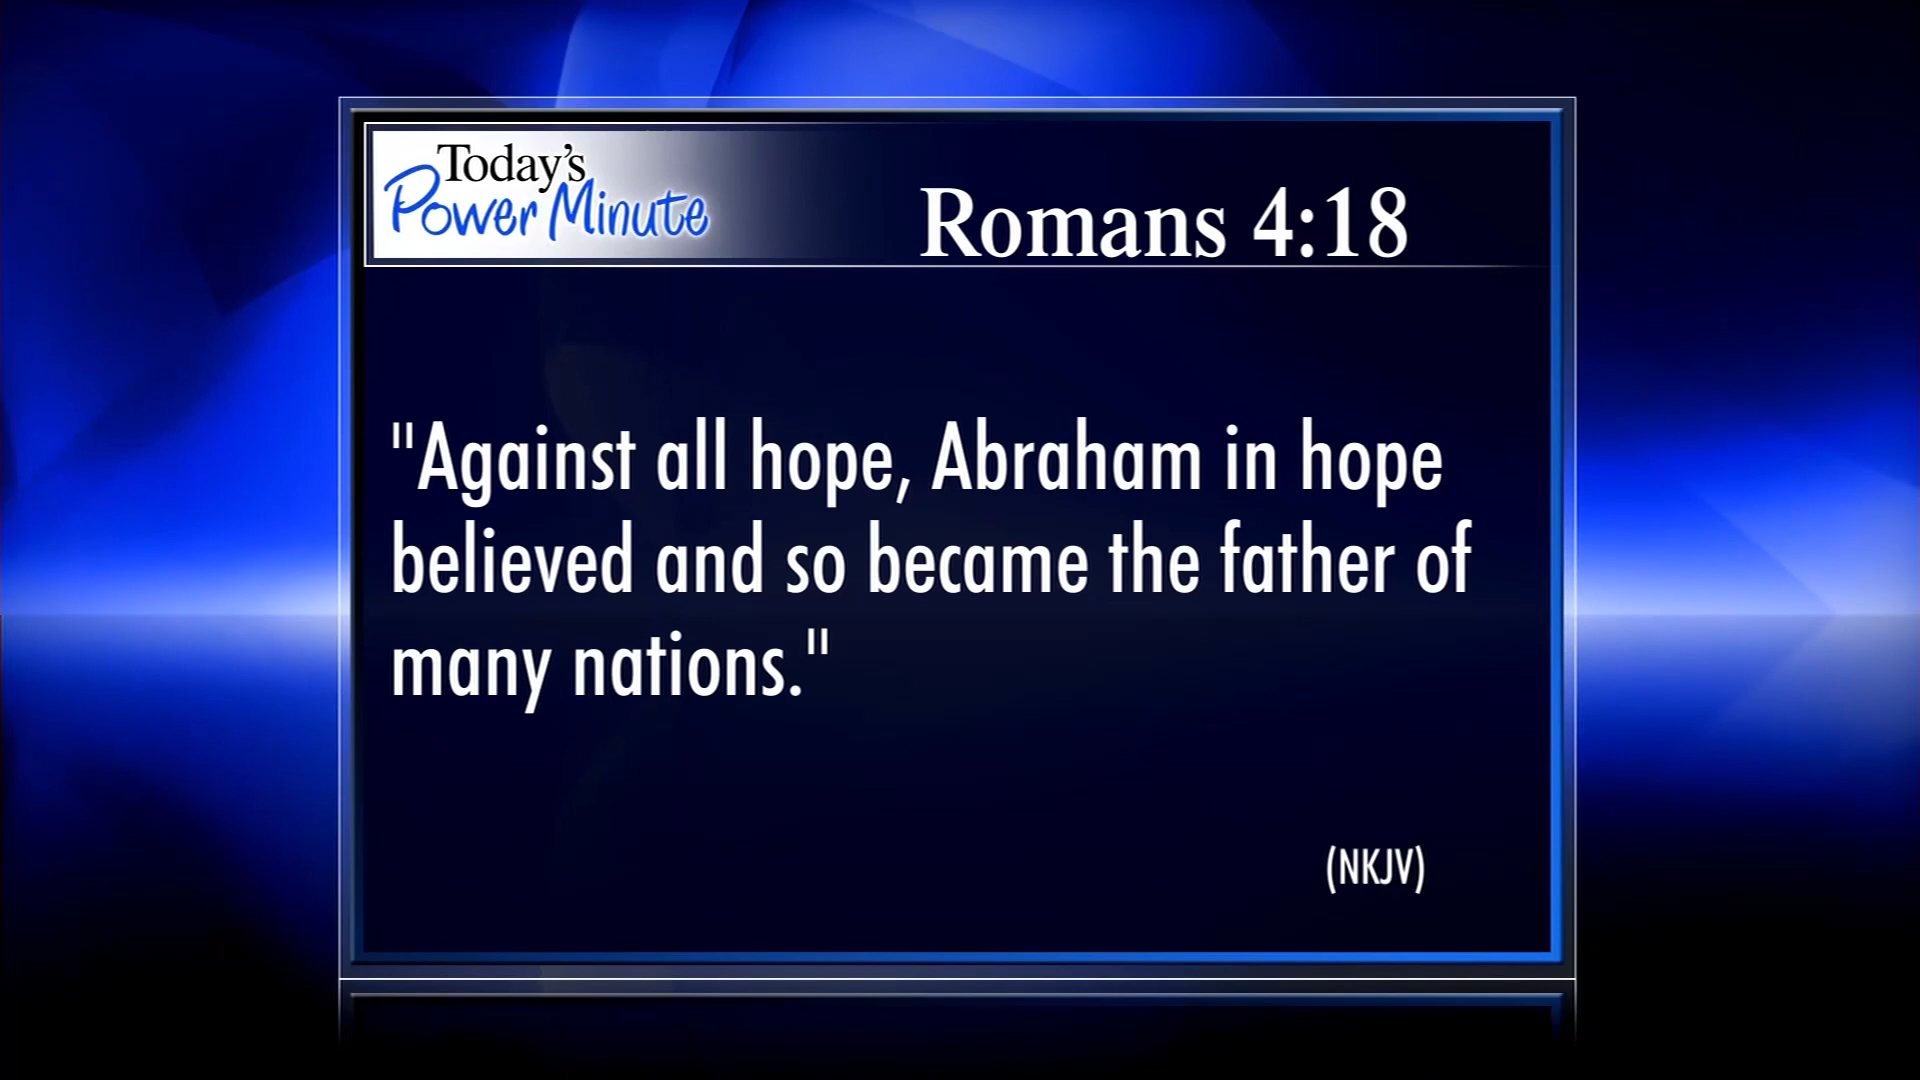 Today's
Power Minute
Romans 4:18
"Against all hope, Abraham in hope
believed and so became the father of
many nations."
(NKJV)